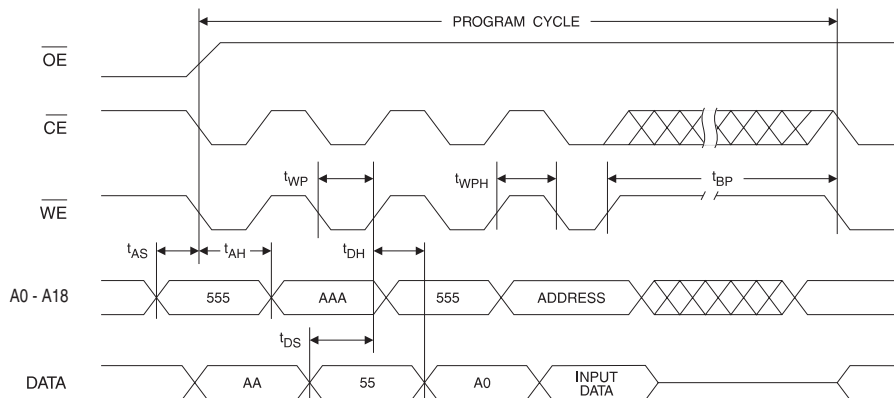 PROGRAM CYCLE
OE
CE
tWP
tWPH
tBP
WE
tAS
tAH
tDH
A0 - A18
555
AAA
555
ADDRESS
tDS
DATA
AA
55
A0
INPUT
DATA